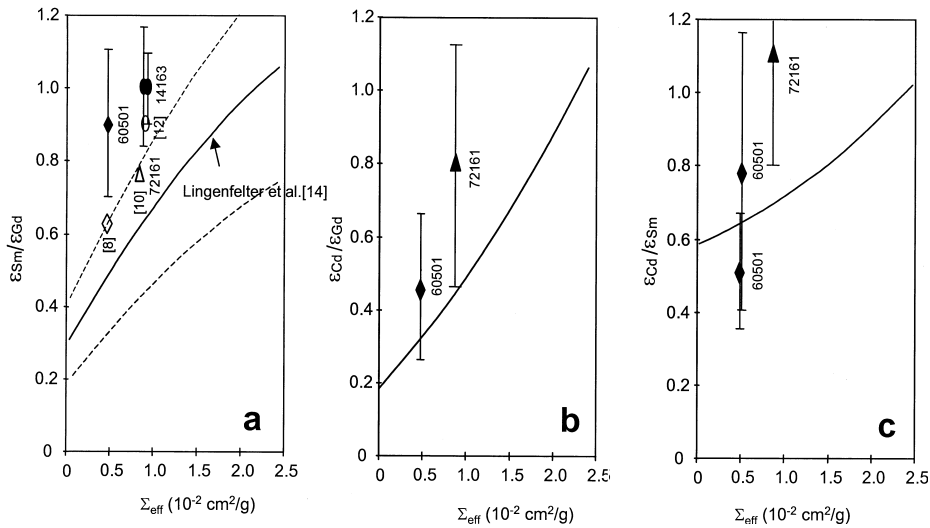 εSm/εGd
1.2
1.0
0.8
0.6
0.4
0.2
0
60501
14163
[12]
72161
[10]
[8]
Lingenfelter et al.[14]
a
0 0.5 1.0 1.5 2.0 2.5
Σeff (10-2 cm2/g)
εCd/εGd
1.2
1.0
0.8
0.6
0.4
0.2
0
72161
60501
b
0 0.5 1.0 1.5 2.0 2.5
Σeff (10-2 cm2/g)
εCd/εSm
1.2
1.0
0.8
0.6
0.4
0.2
0
72161
60501
60501
c
0 0.5 1.0 1.5 2.0 2.5
Σeff (10-2 cm2/g)